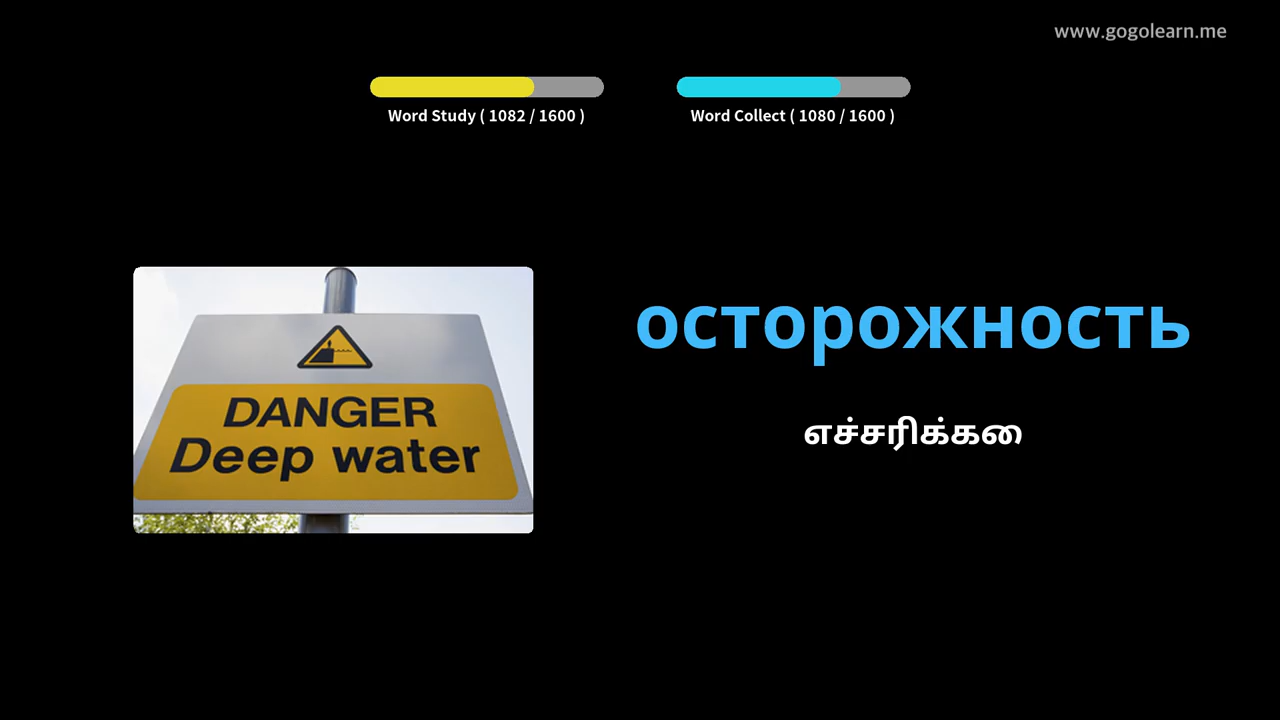 www.gogolearn.me
Word Study ( 1082 / 1600 )
Word Collect ( 1080 / 1600 )
DANGER
Deep water
осторожность
எச்சரிக்கை